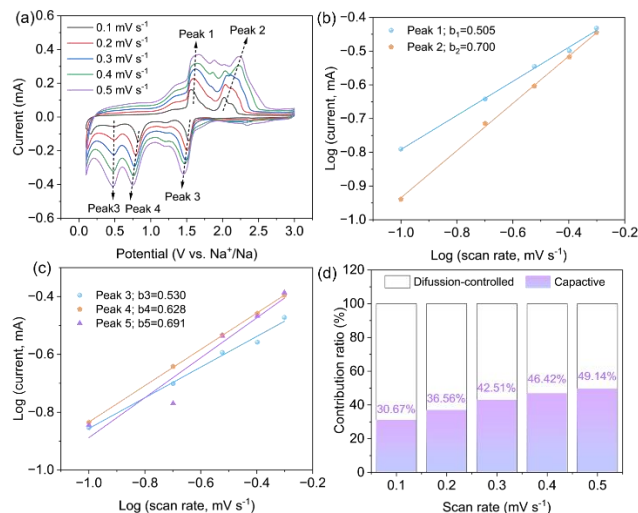 (a)
0.1 mV s⁻¹
0.2 mV s⁻¹
0.3 mV s⁻¹
0.4 mV s⁻¹
0.5 mV s⁻¹
Peak 1
Peak 2
Peak3
Peak 4
Peak 3
0.6
0.4
0.2
0.0
−0.2
−0.4
−0.6
Current (mA)
0.0 0.5 1.0 1.5 2.0 2.5 3.0
Potential (V vs. Na⁺/Na)
(b)
Peak 1; b₁=0.505
Peak 2; b₂=0.700
-0.4
-0.5
-0.6
-0.7
-0.8
-0.9
-1.0
Log (current, mA)
-1.0 -0.8 -0.6 -0.4 -0.2
Log (scan rate, mV s⁻¹)
(c)
Peak 3; b3=0.530
Peak 4; b4=0.628
Peak 5; b5=0.691
-0.4
-0.6
-0.8
-1.0
Log (current, mA)
-1.0 -0.8 -0.6 -0.4 -0.2
Log (scan rate, mV s⁻¹)
(d)
Difussion-controlled
Capactive
120
100
80
60
40
20
0
Contribution ratio (%)
30.67%
36.56%
42.51%
46.42%
49.14%
0.1 0.2 0.3 0.4 0.5
Scan rate (mV s⁻¹)